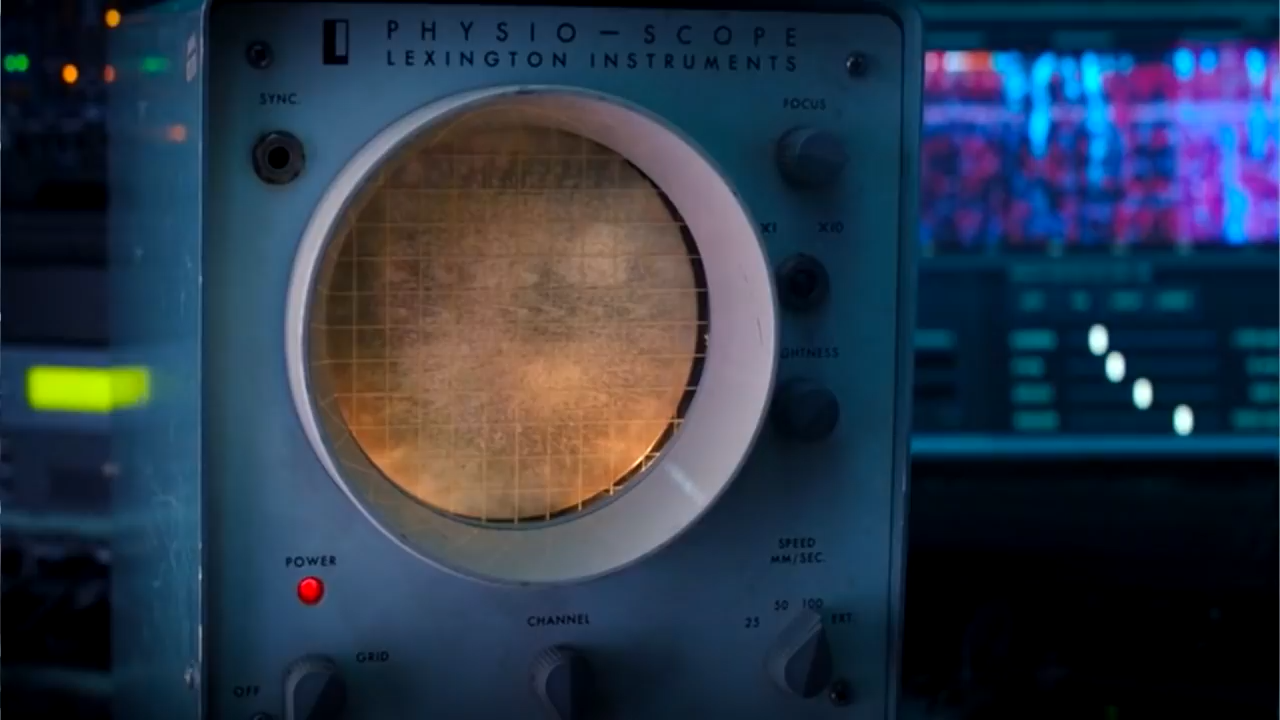 PHYSIO — SCOPE
LEXINGTON INSTRUMENTS
SYNC.
FOCUS
X1 X10
POWER
SPEED
MM/SEC.
CHANNEL
25 50 100 EXT.
GRID
OFF